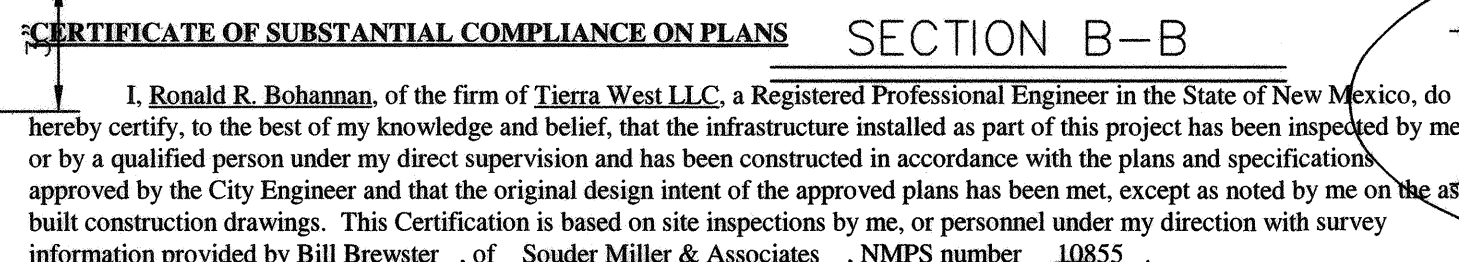 CERTIFICATE OF SUBSTANTIAL COMPLIANCE ON PLANS
SECTION B-B
I, Ronald R. Bohannan, of the firm of Tierra West LLC, a Registered Professional Engineer in the State of New Mexico, do
hereby certify, to the best of my knowledge and belief, that the infrastructure installed as part of this project has been inspected by me
or by a qualified person under my direct supervision and has been constructed in accordance with the plans and specifications
approved by the City Engineer and that the original design intent of the approved plans has been met, except as noted by me on the as
built construction drawings. This Certification is based on site inspections by me, or personnel under my direction with survey
information provided by Bill Brewster , of Souder Miller & Associates , NMPS number 10855 .